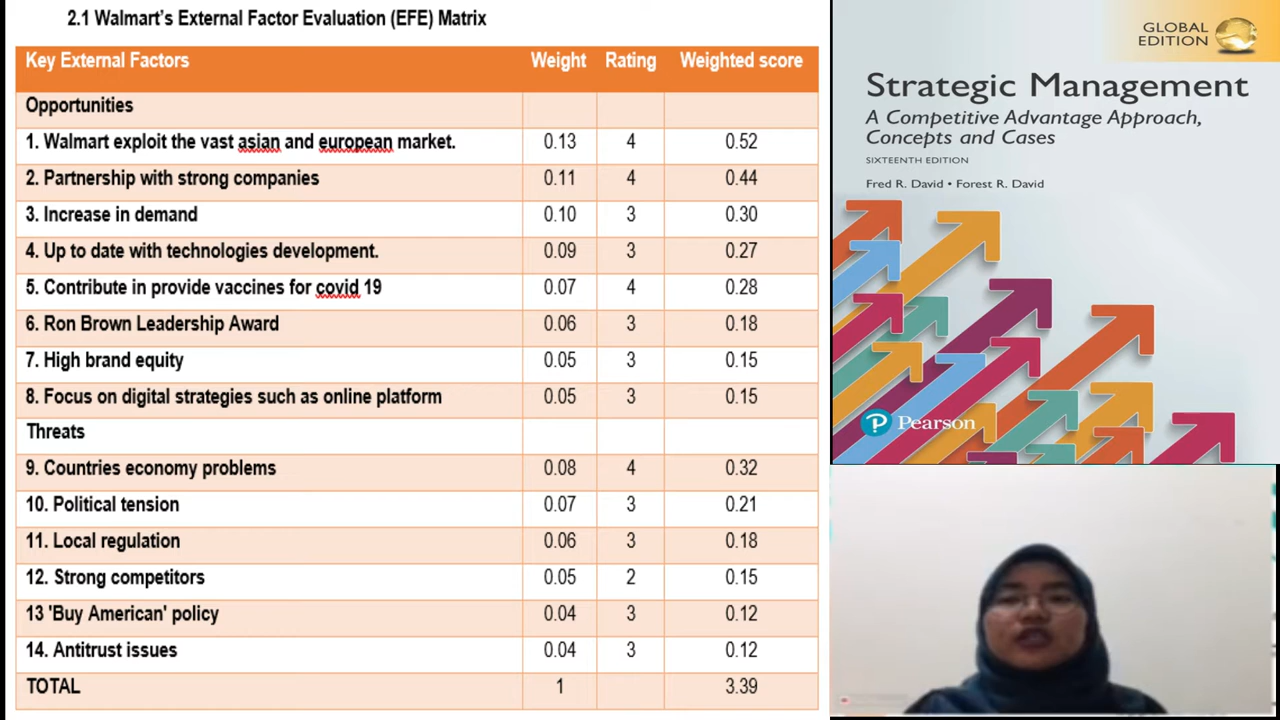 2.1 Walmart's External Factor Evaluation (EFE) Matrix
Key External Factors Weight Rating Weighted score
Opportunities
1. Walmart exploit the vast asian and european market. 0.13 4 0.52
2. Partnership with strong companies 0.11 4 0.44
3. Increase in demand 0.10 3 0.30
4. Up to date with technologies development. 0.09 3 0.27
5. Contribute in provide vaccines for covid 19 0.07 4 0.28
6. Ron Brown Leadership Award 0.06 3 0.18
7. High brand equity 0.05 3 0.15
8. Focus on digital strategies such as online platform 0.05 3 0.15
Threats
9. Countries economy problems 0.08 4 0.32
10. Political tension 0.07 3 0.21
11. Local regulation 0.06 3 0.18
12. Strong competitors 0.05 2 0.15
13 'Buy American' policy 0.04 3 0.12
14. Antitrust issues 0.04 3 0.12
TOTAL 1 3.39
GLOBAL
EDITION
Strategic Management
A Competitive Advantage Approach,
Concepts and Cases
SIXTEENTH EDITION
Fred R. David • Forest R. David
P Pearson